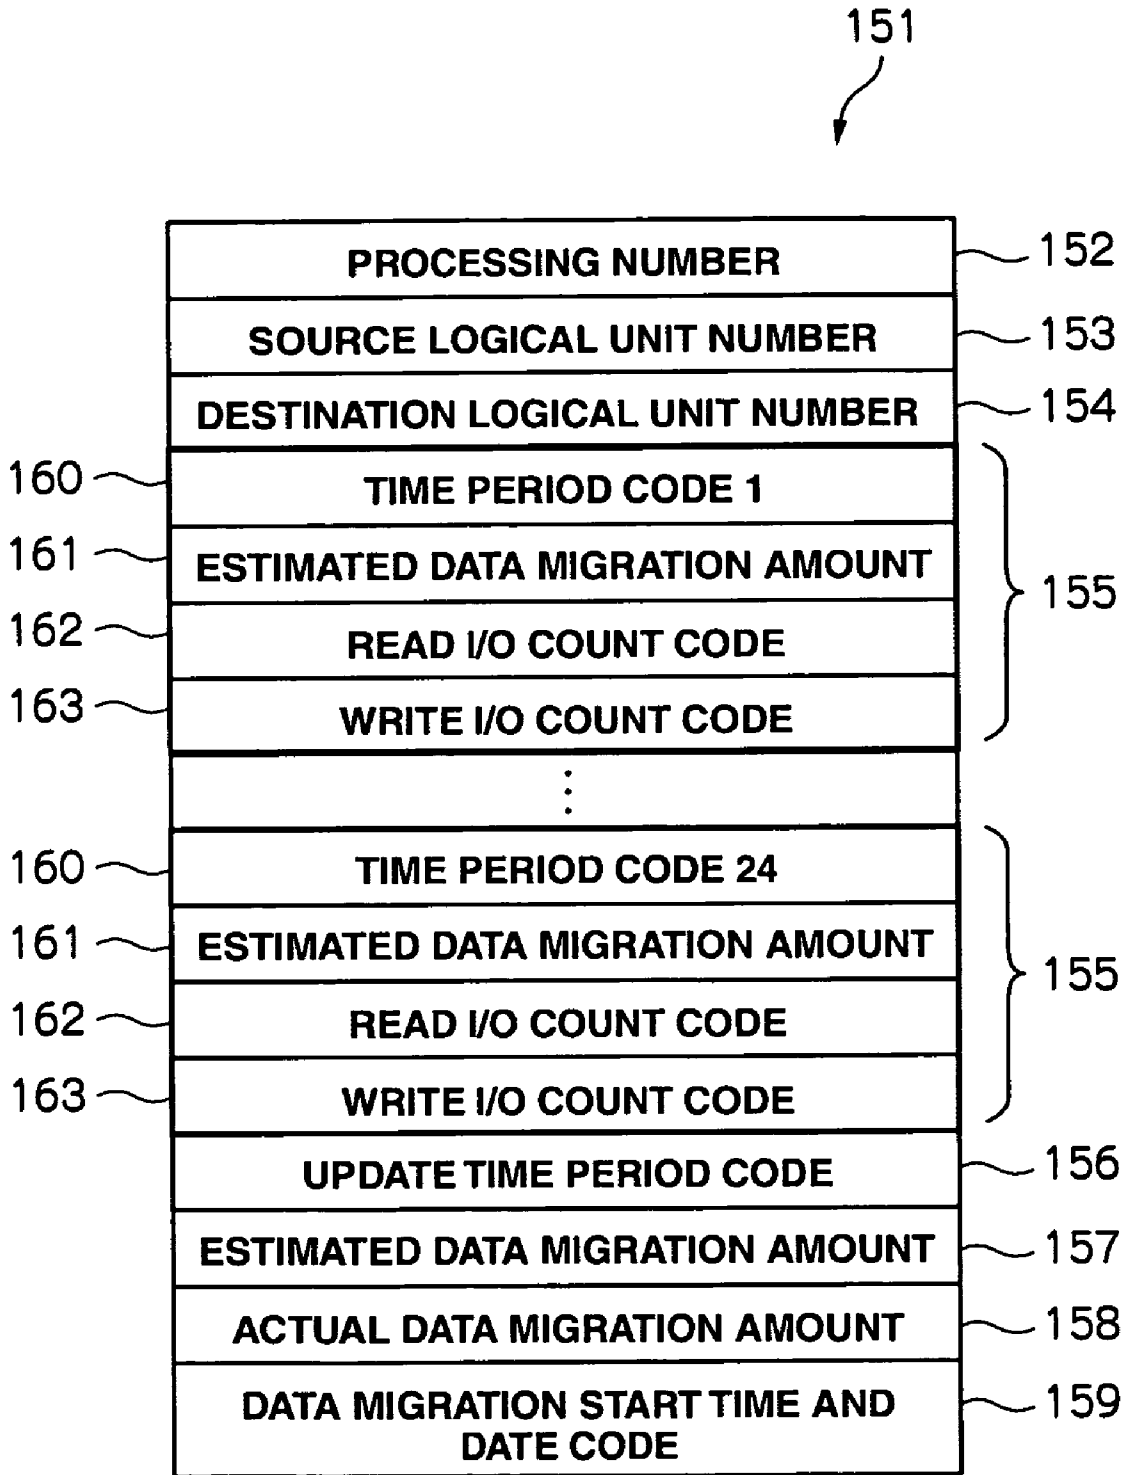 151
PROCESSING NUMBER 152
SOURCE LOGICAL UNIT NUMBER 153
DESTINATION LOGICAL UNIT NUMBER 154
160 TIME PERIOD CODE 1
161 ESTIMATED DATA MIGRATION AMOUNT
155
162 READ I/O COUNT CODE
163 WRITE I/O COUNT CODE
⋮
160 TIME PERIOD CODE 24
161 ESTIMATED DATA MIGRATION AMOUNT
155
162 READ I/O COUNT CODE
163 WRITE I/O COUNT CODE
UPDATE TIME PERIOD CODE 156
ESTIMATED DATA MIGRATION AMOUNT 157
ACTUAL DATA MIGRATION AMOUNT 158
DATA MIGRATION START TIME AND 159
DATE CODE